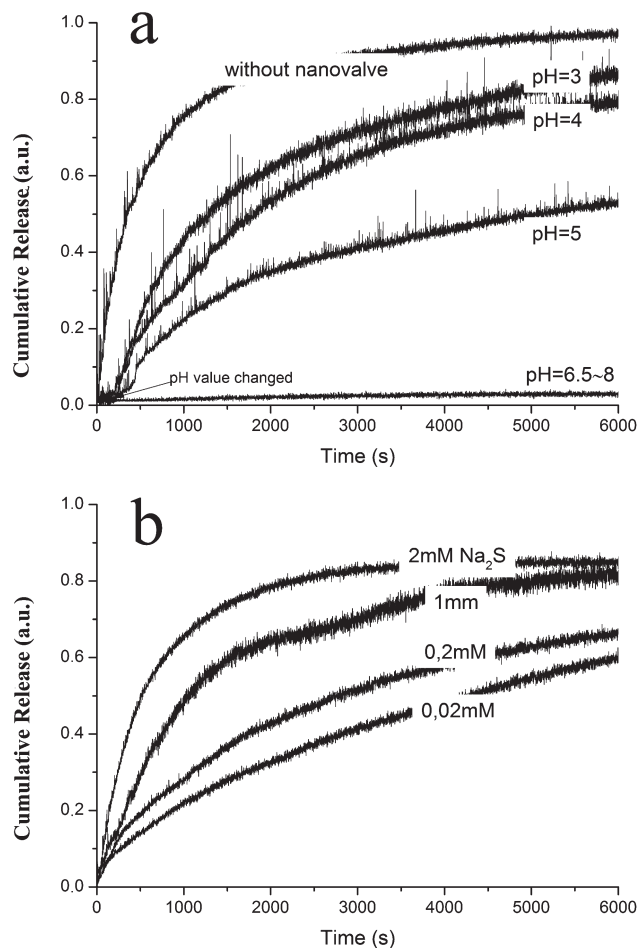 a
1.0
0.8
0.6
0.4
0.2
0.0
Cumulative Release (a.u.)
without nanovalve
pH=3
pH=4
pH=5
pH value changed
pH=6.5~8
0 1000 2000 3000 4000 5000 6000
Time (s)
b
1.0
0.8
0.6
0.4
0.2
0.0
Cumulative Release (a.u.)
2mM Na₂S
1mm
0,2mM
0,02mM
0 1000 2000 3000 4000 5000 6000
Time (s)